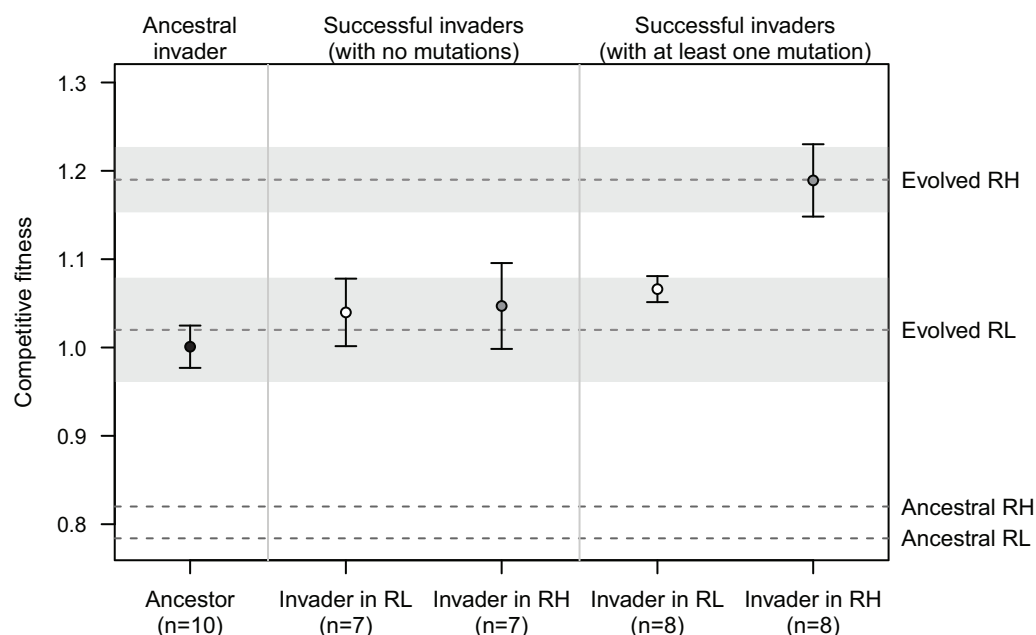 Ancestral
invader
Successful invaders
(with no mutations)
Successful invaders
(with at least one mutation)
Competitive fitness
1.3
1.2
1.1
1.0
0.9
0.8
Evolved RH
Evolved RL
Ancestral RH
Ancestral RL
Ancestor
(n=10)
Invader in RL
(n=7)
Invader in RH
(n=7)
Invader in RL
(n=8)
Invader in RH
(n=8)